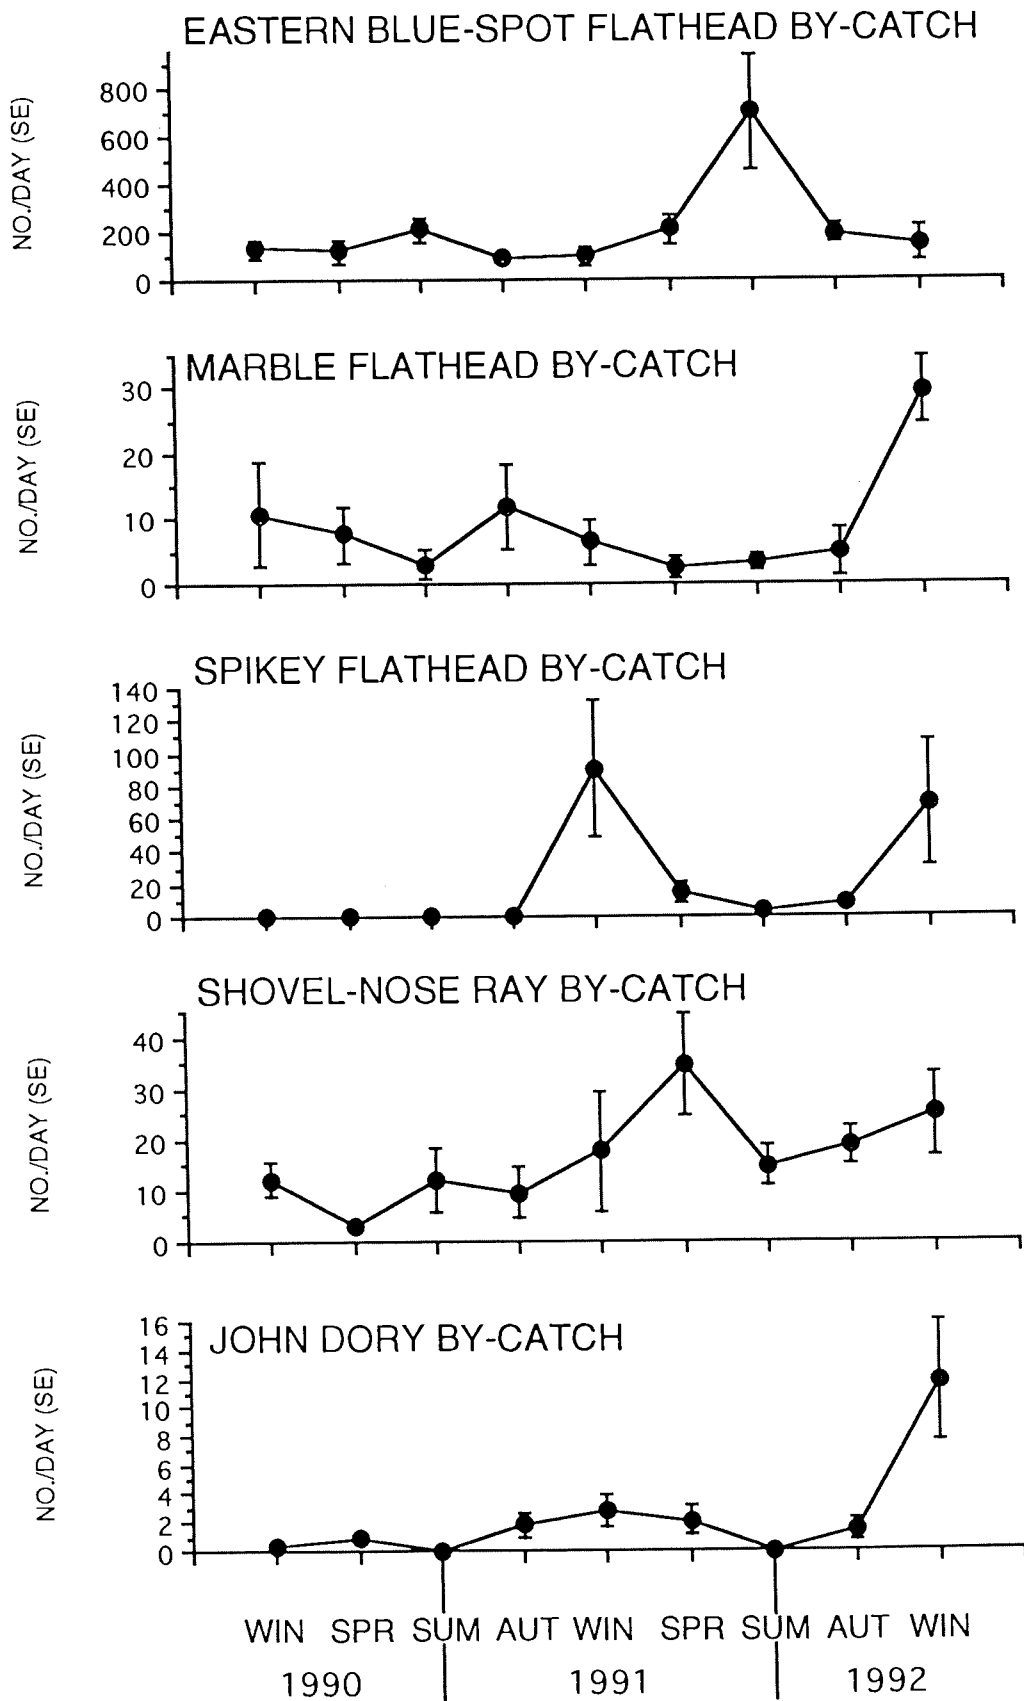 EASTERN BLUE-SPOT FLATHEAD BY-CATCH
NO./DAY (SE)
800
600
400
200
0
MARBLE FLATHEAD BY-CATCH
NO./DAY (SE)
30
20
10
0
SPIKEY FLATHEAD BY-CATCH
NO./DAY (SE)
140
120
100
80
60
40
20
0
SHOVEL-NOSE RAY BY-CATCH
NO./DAY (SE)
40
30
20
10
0
JOHN DORY BY-CATCH
NO./DAY (SE)
16
14
12
10
8
6
4
2
0
WIN SPR SUM AUT WIN SPR SUM AUT WIN
1990 1991 1992